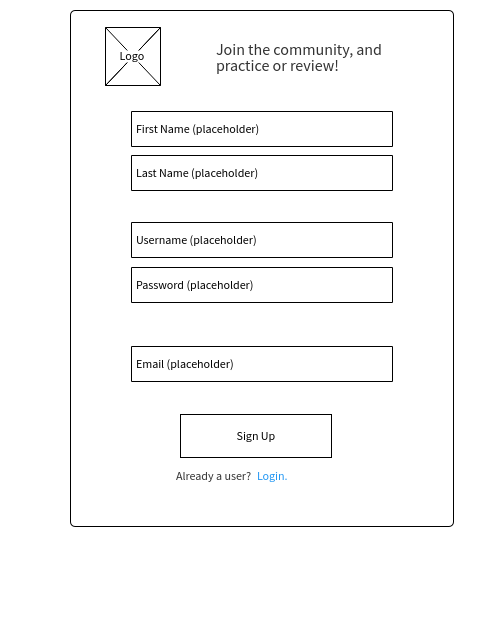 Logo
Join the community, and
practice or review!
First Name (placeholder)
Last Name (placeholder)
Username (placeholder)
Password (placeholder)
Email (placeholder)
Sign Up
Already a user? Login.